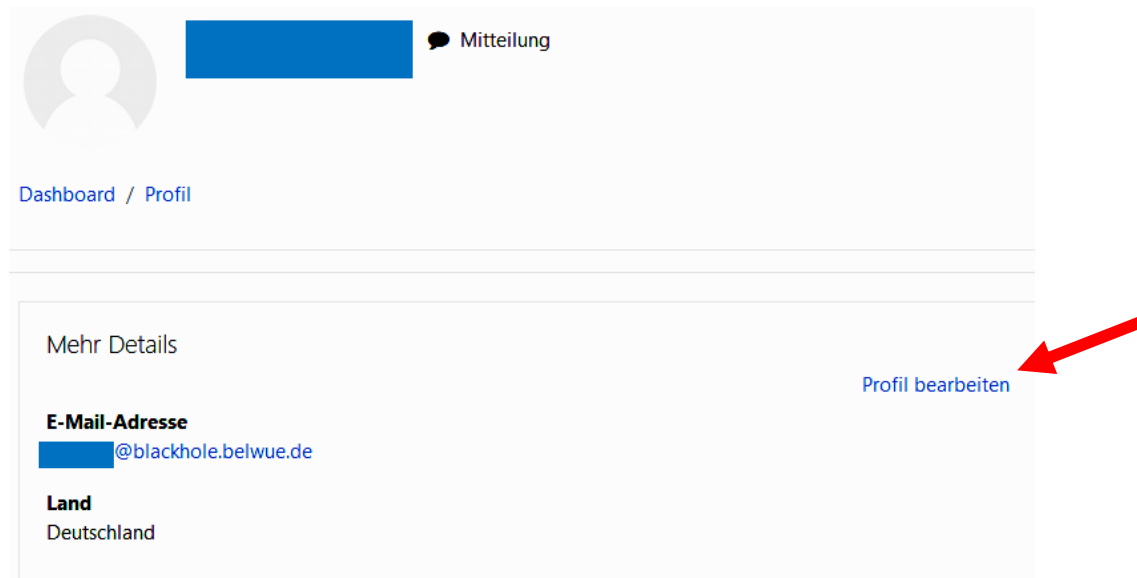 Mitteilung
Dashboard / Profil
Mehr Details
Profil bearbeiten
E-Mail-Adresse
@blackhole.belwue.de
Land
Deutschland